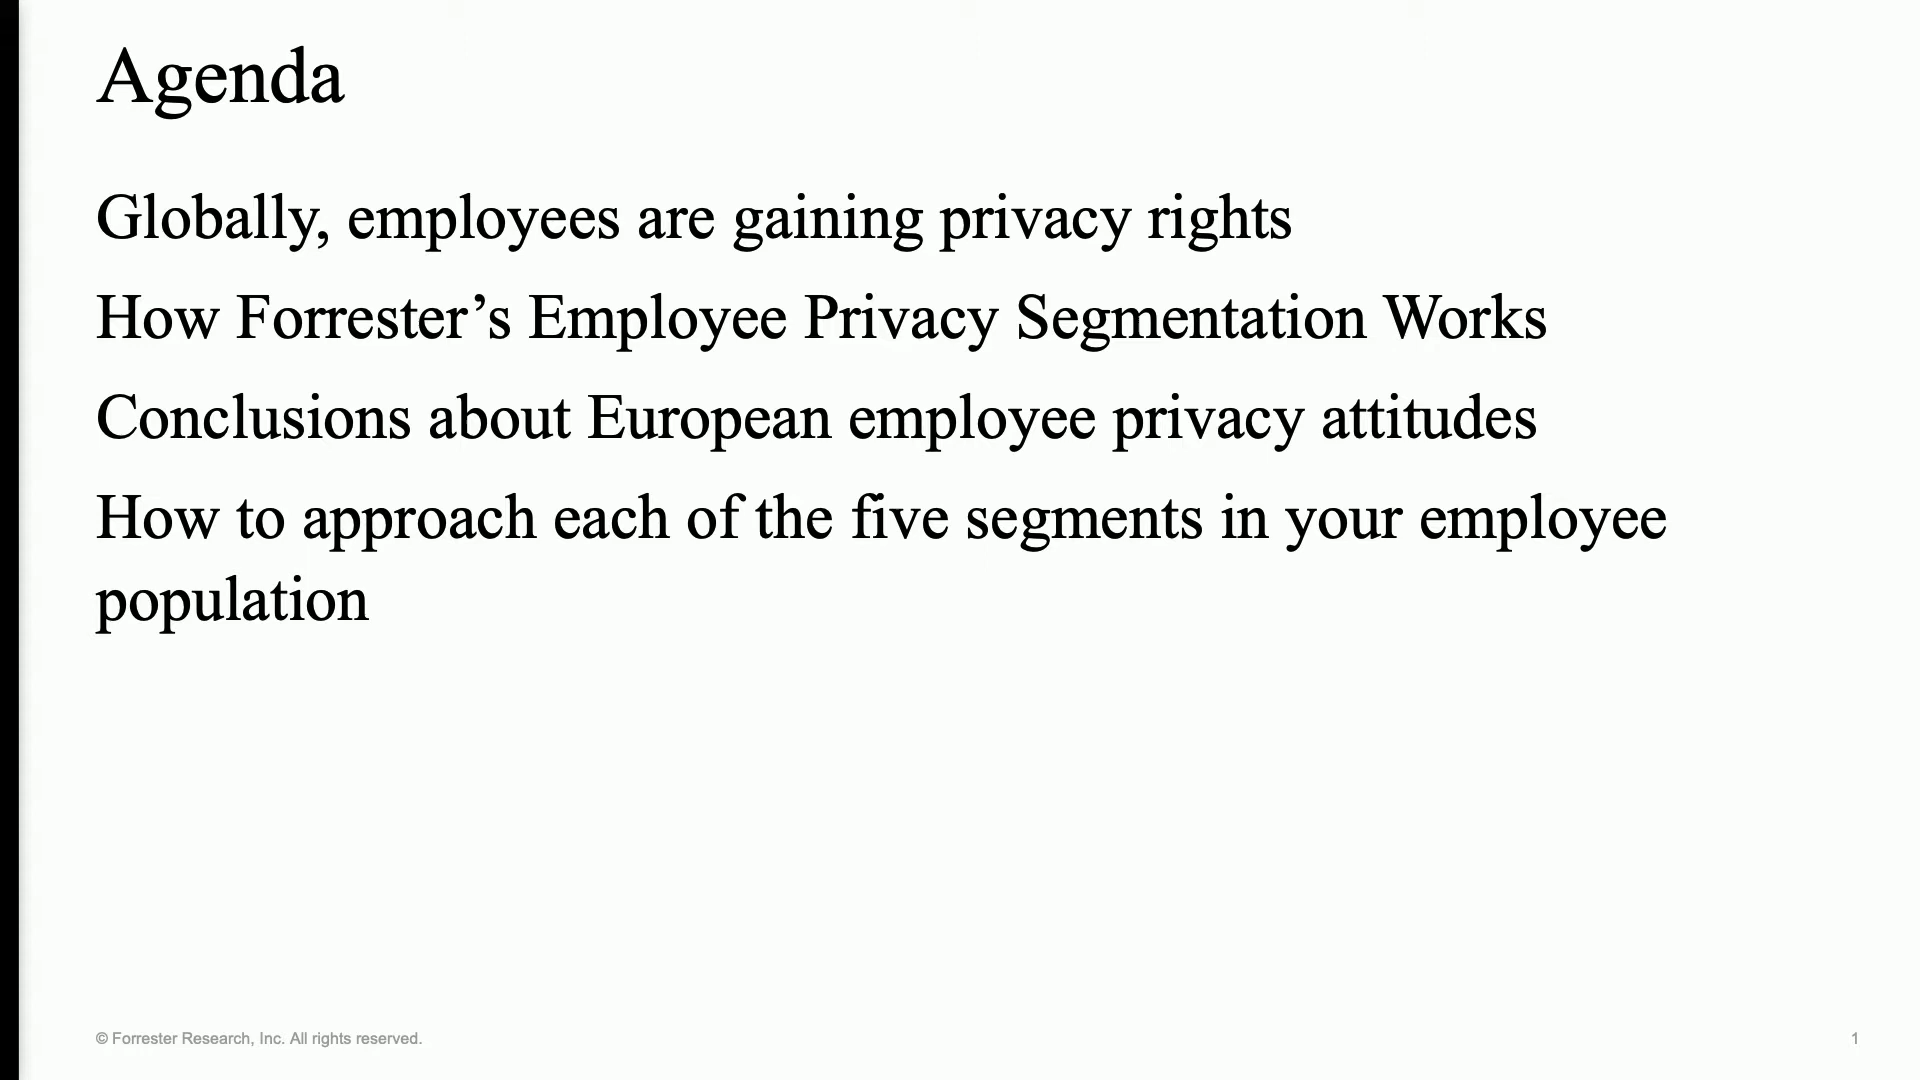 Agenda
Globally, employees are gaining privacy rights
How Forrester’s Employee Privacy Segmentation Works
Conclusions about European employee privacy attitudes
How to approach each of the five segments in your employee
population
© Forrester Research, Inc. All rights reserved.
1